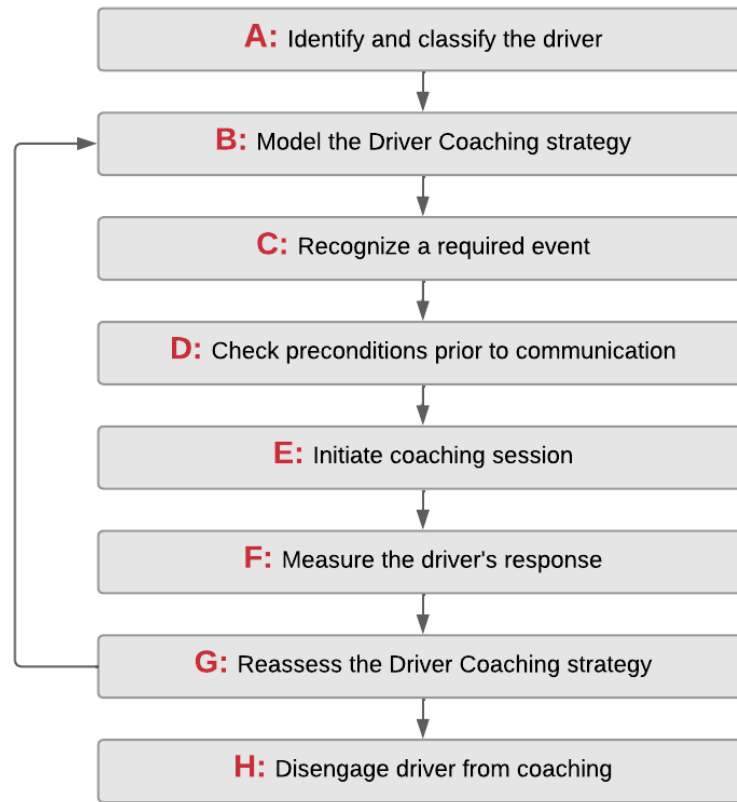 A: Identify and classify the driver
B: Model the Driver Coaching strategy
C: Recognize a required event
D: Check preconditions prior to communication
E: Initiate coaching session
F: Measure the driver's response
G: Reassess the Driver Coaching strategy
H: Disengage driver from coaching